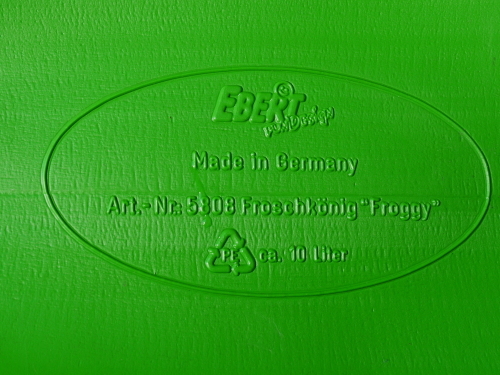 EBERT
Made in Germany
Art.-Nr: 5808 Froschkönig "Froggy"
PE ca. 10 Liter